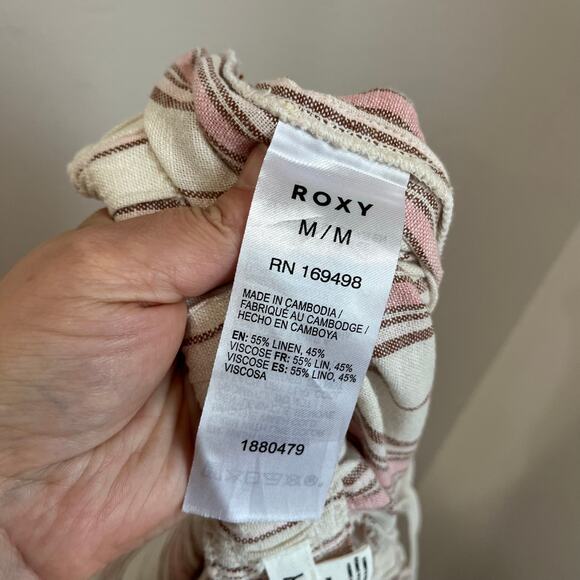 ROXY
M/M
RN 169498
MADE IN CAMBODIA /
FABRIQUÉ AU CAMBODGE /
HECHO EN CAMBOYA
EN: 55% LINEN, 45%
VISCOSE FR: 55% LIN, 45%
VISCOSE ES: 55% LINO, 45%
VISCOSA
1880479